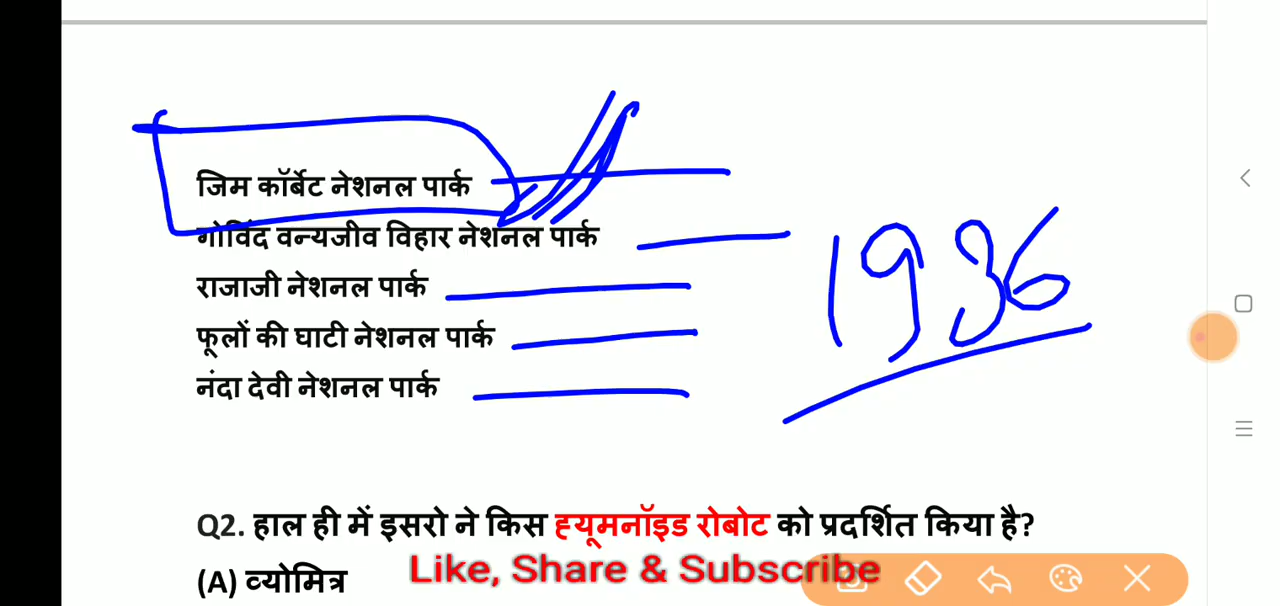 जिम कॉर्बेट नेशनल पार्क
गोविंद वन्यजीव विहार नेशनल पार्क
1936
राजाजी नेशनल पार्क
फूलों की घाटी नेशनल पार्क
नंदा देवी नेशनल पार्क
Q2. हाल ही में इसरो ने किस ह्यूमनॉइड रोबोट को प्रदर्शित किया है?
(A) व्योमित्र
Like, Share & Subscribe